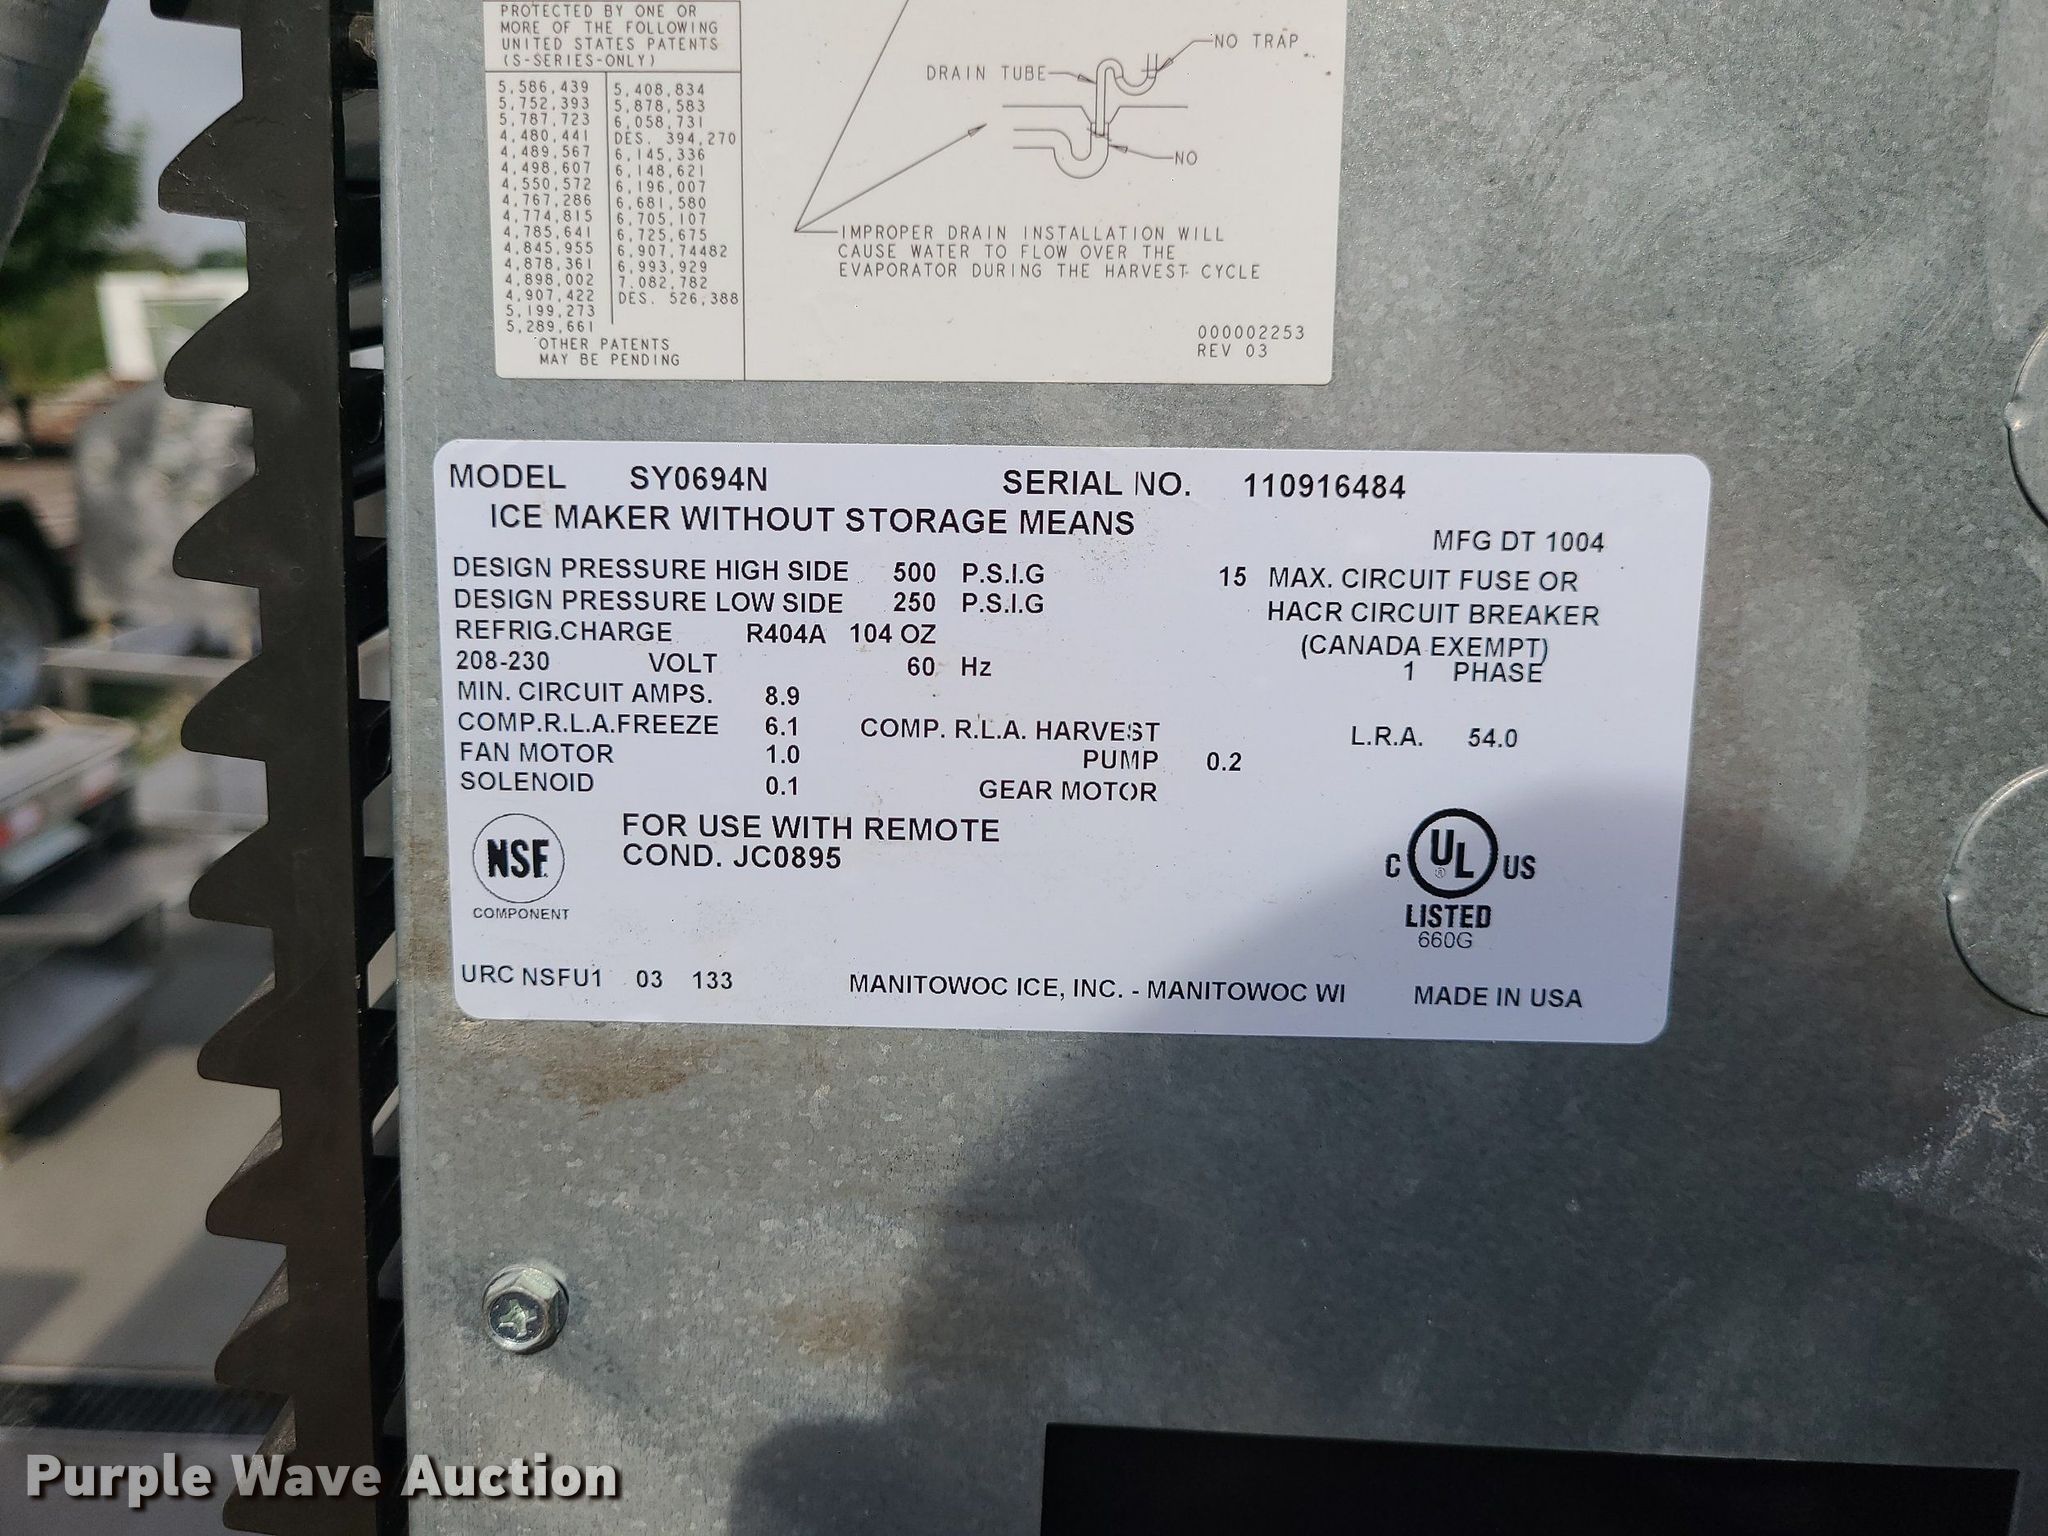 PROTECTED BY ONE OR
MORE OF THE FOLLOWING
UNITED STATES PATENTS
(S-SERIES-ONLY)
5,586,439 5,408,834
5,752,393 5,878,583
5,787,723 6,058,731
4,480,441 DES. 394,270
4,489,567 6,145,336
4,498,607 6,148,621
4,550,572 6,196,007
4,767,286 6,681,580
4,774,815 6,705,107
4,785,641 6,725,675
4,845,955 6,907,74482
4,878,361 6,993,929
4,898,002 7,082,782
4,907,422 DES. 526,388
5,199,273
5,289,661
OTHER PATENTS
MAY BE PENDING
NO TRAP
DRAIN TUBE
NO
IMPROPER DRAIN INSTALLATION WILL
CAUSE WATER TO FLOW OVER THE
EVAPORATOR DURING THE HARVEST CYCLE
000002253
REV 03
MODEL SY0694N SERIAL NO. 110916484
ICE MAKER WITHOUT STORAGE MEANS
MFG DT 1004
DESIGN PRESSURE HIGH SIDE 500 P.S.I.G 15 MAX. CIRCUIT FUSE OR
DESIGN PRESSURE LOW SIDE 250 P.S.I.G HACR CIRCUIT BREAKER
REFRIG.CHARGE R404A 104 OZ (CANADA EXEMPT)
208-230 VOLT 60 Hz 1 PHASE
MIN. CIRCUIT AMPS. 8.9
COMP.R.L.A.FREEZE 6.1 COMP. R.L.A. HARVEST L.R.A. 54.0
FAN MOTOR 1.0 PUMP 0.2
SOLENOID 0.1 GEAR MOTOR
FOR USE WITH REMOTE
COND. JC0895
NSF.
COMPONENT
C UL ® US
LISTED
660G
URC NSFU1 03 133 MANITOWOC ICE, INC. - MANITOWOC WI MADE IN USA
Purple Wave Auction